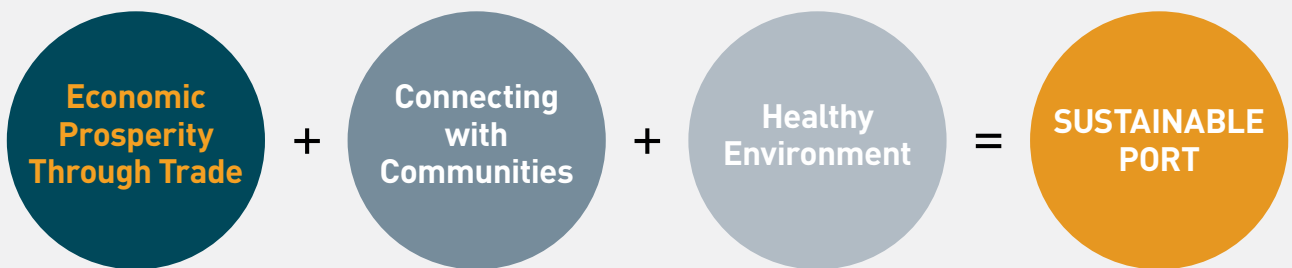 Economic
Prosperity
Through Trade
+
Connecting
with
Communities
+
Healthy
Environment
=
SUSTAINABLE
PORT